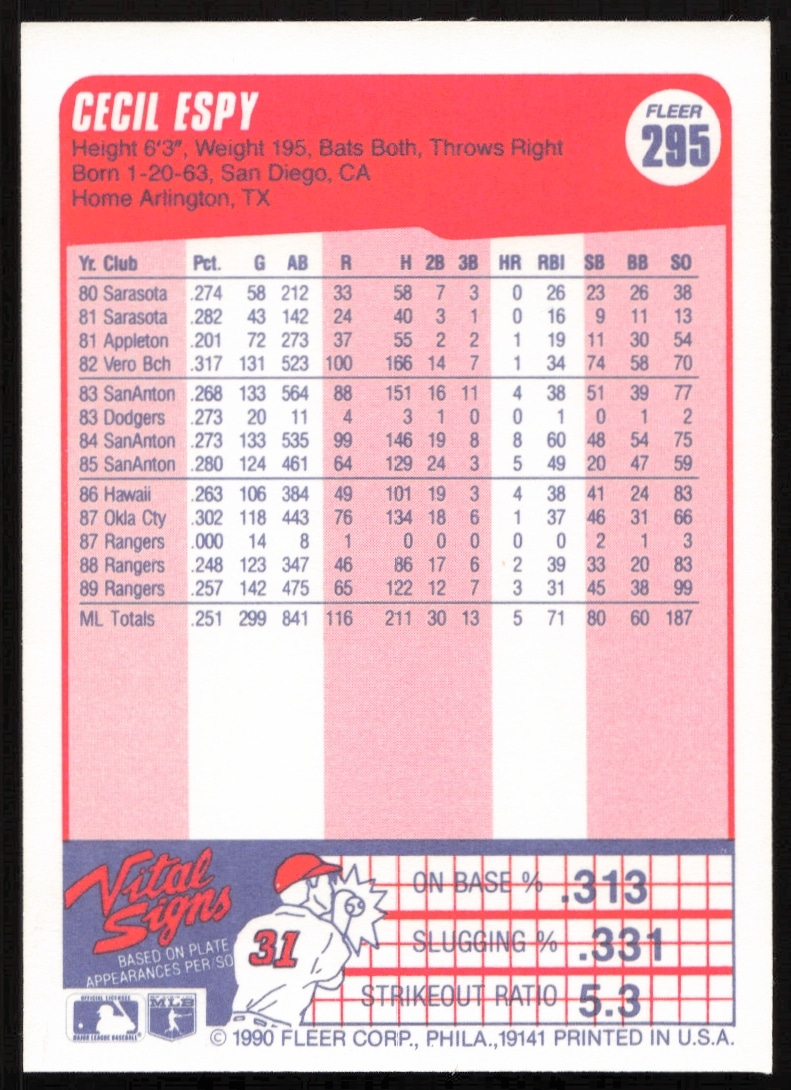 CECIL ESPY
FLEER
295
Height 6'3", Weight 195, Bats Both, Throws Right
Born 1-20-63, San Diego, CA
Home Arlington, TX
Yr. Club Pct. G AB R H 2B 3B HR RBI SB BB SO
80 Sarasota .274 58 212 33 58 7 3 0 26 23 26 38
81 Sarasota .282 43 142 24 40 3 1 0 16 9 11 13
81 Appleton .201 72 273 37 55 2 2 1 19 11 30 54
82 Vero Bch .317 131 523 100 166 14 7 1 34 74 58 70
83 SanAnton .268 133 564 88 151 16 11 4 38 51 39 77
83 Dodgers .273 20 11 4 3 1 0 0 1 0 1 2
84 SanAnton .273 133 535 99 146 19 8 8 60 48 54 75
85 SanAnton .280 124 461 64 129 24 3 5 49 20 47 59
86 Hawaii .263 106 384 49 101 19 3 4 38 41 24 83
87 Okla Cty .302 118 443 76 134 18 6 1 37 46 31 66
87 Rangers .000 14 8 1 0 0 0 0 0 2 1 3
88 Rangers .248 123 347 46 86 17 6 2 39 33 20 83
89 Rangers .257 142 475 65 122 12 7 3 31 45 38 99
ML Totals .251 299 841 116 211 30 13 5 71 80 60 187
Vital
Signs
BASED ON PLATE
APPEARANCES PER/SO
31
ON BASE % .313
SLUGGING % .331
STRIKEOUT RATIO 5.3
OFFICIAL LICENSEE
MAJOR LEAGUE BASEBALL
MLB
© 1990 FLEER CORP., PHILA.,19141 PRINTED IN U.S.A.